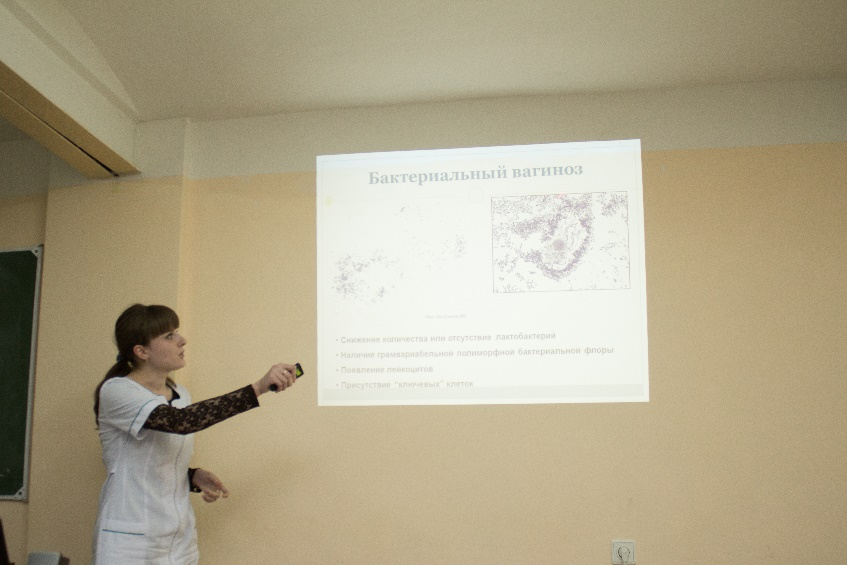 Бактериальный вагиноз
• Снижение количества или отсутствие лактобактерий
• Наличие грамвариабельной полиморфной бактериальной флоры
• Появление лейкоцитов
• Присутствие "ключевых" клеток